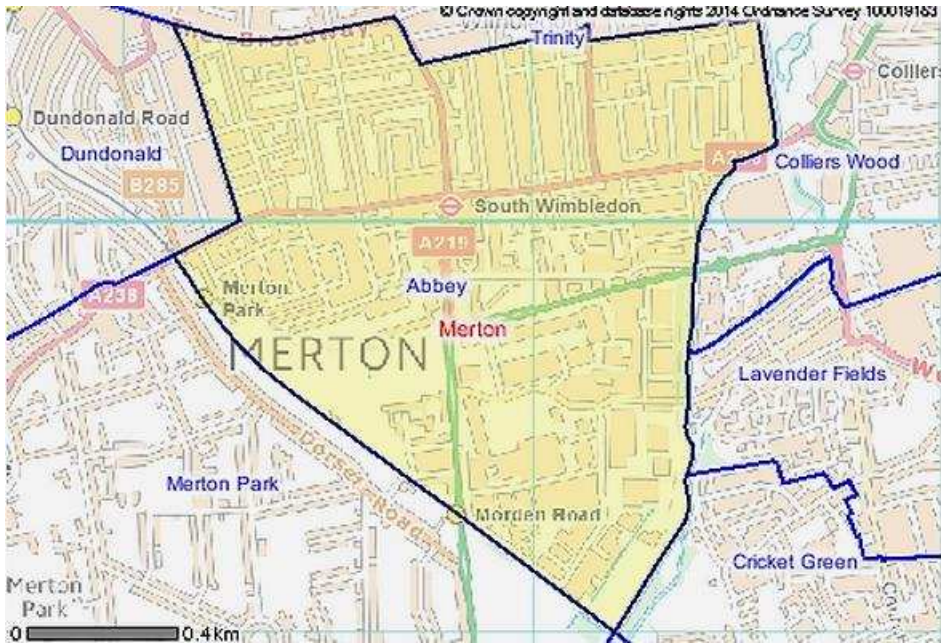 © Crown copyright and database rights 2014 Ordnance Survey 100019153
Broadway
Trinity
Colliers
Dundonald Road
Dundonald
B285
Colliers Wood
South Wimbledon
A219
Abbey
A238
Merton
Park
Merton
MERTON
Lavender Fields
Merton Park
Dorset Road
Morden Road
Cricket Green
Merton
Park
0 0.4km